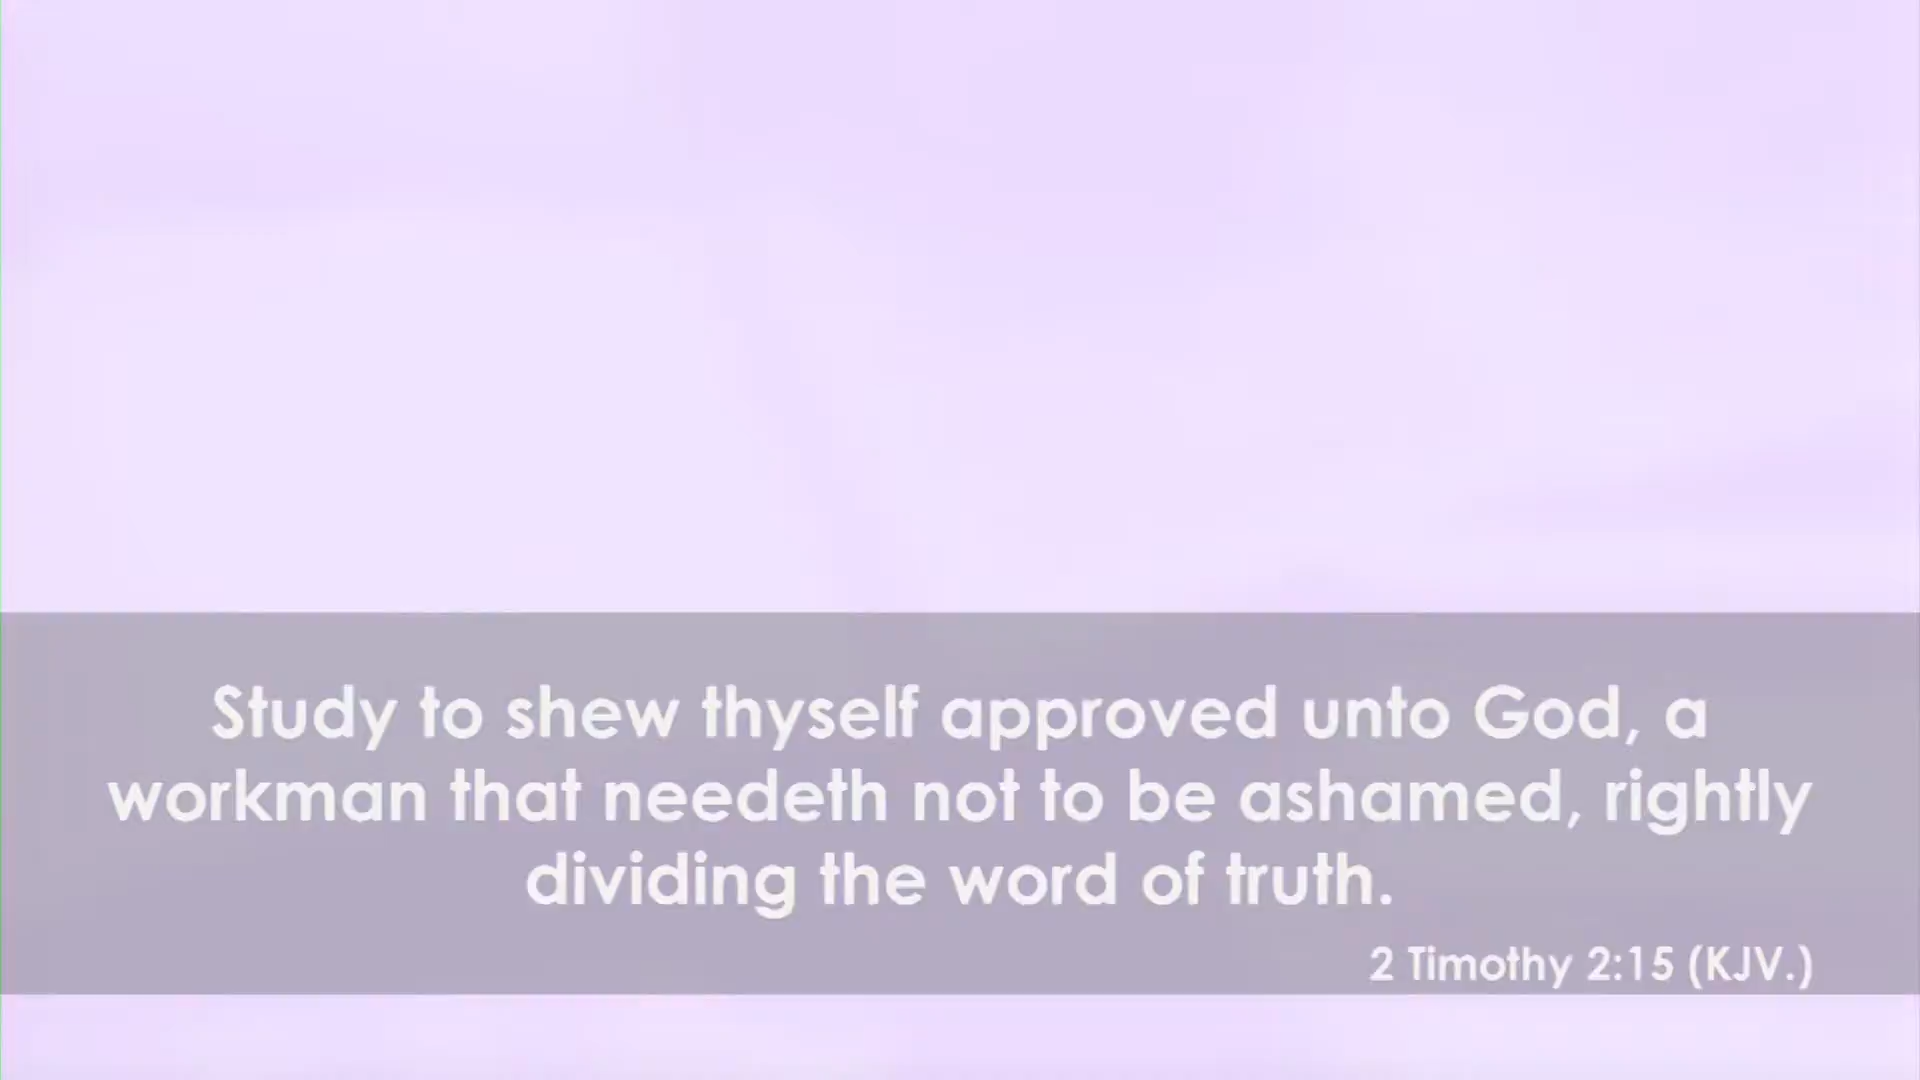 Study to shew thyself approved unto God, a
workman that needeth not to be ashamed, rightly
dividing the word of truth.
2 Timothy 2:15 (KJV.)